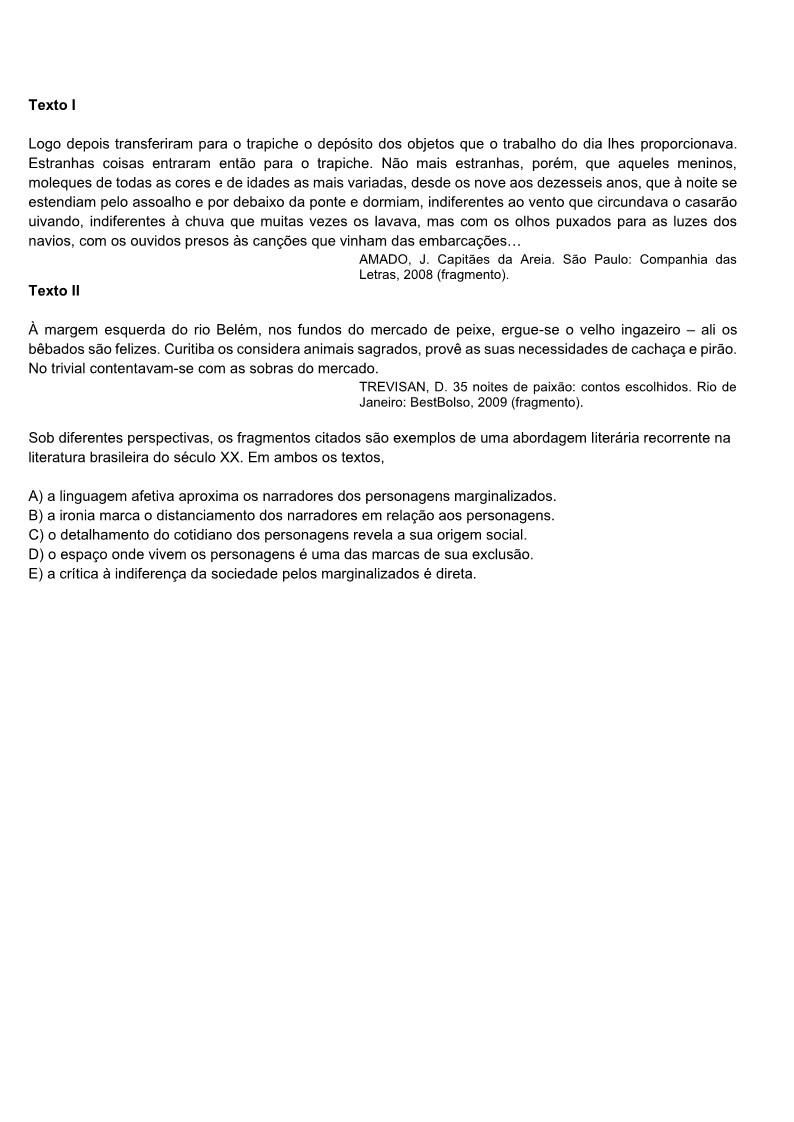 Texto I
Logo depois transferiram para o trapiche o depósito dos objetos que o trabalho do dia lhes proporcionava.
Estranhas coisas entraram então para o trapiche. Não mais estranhas, porém, que aqueles meninos,
moleques de todas as cores e de idades as mais variadas, desde os nove aos dezesseis anos, que à noite se
estendiam pelo assoalho e por debaixo da ponte e dormiam, indiferentes ao vento que circundava o casarão
uivando, indiferentes à chuva que muitas vezes os lavava, mas com os olhos puxados para as luzes dos
navios, com os ouvidos presos às canções que vinham das embarcações…
AMADO, J. Capitães da Areia. São Paulo: Companhia das
Letras, 2008 (fragmento).
Texto II
À margem esquerda do rio Belém, nos fundos do mercado de peixe, ergue-se o velho ingazeiro – ali os
bêbados são felizes. Curitiba os considera animais sagrados, provê as suas necessidades de cachaça e pirão.
No trivial contentavam-se com as sobras do mercado.
TREVISAN, D. 35 noites de paixão: contos escolhidos. Rio de
Janeiro: BestBolso, 2009 (fragmento).
Sob diferentes perspectivas, os fragmentos citados são exemplos de uma abordagem literária recorrente na
literatura brasileira do século XX. Em ambos os textos,
A) a linguagem afetiva aproxima os narradores dos personagens marginalizados.
B) a ironia marca o distanciamento dos narradores em relação aos personagens.
C) o detalhamento do cotidiano dos personagens revela a sua origem social.
D) o espaço onde vivem os personagens é uma das marcas de sua exclusão.
E) a crítica à indiferença da sociedade pelos marginalizados é direta.